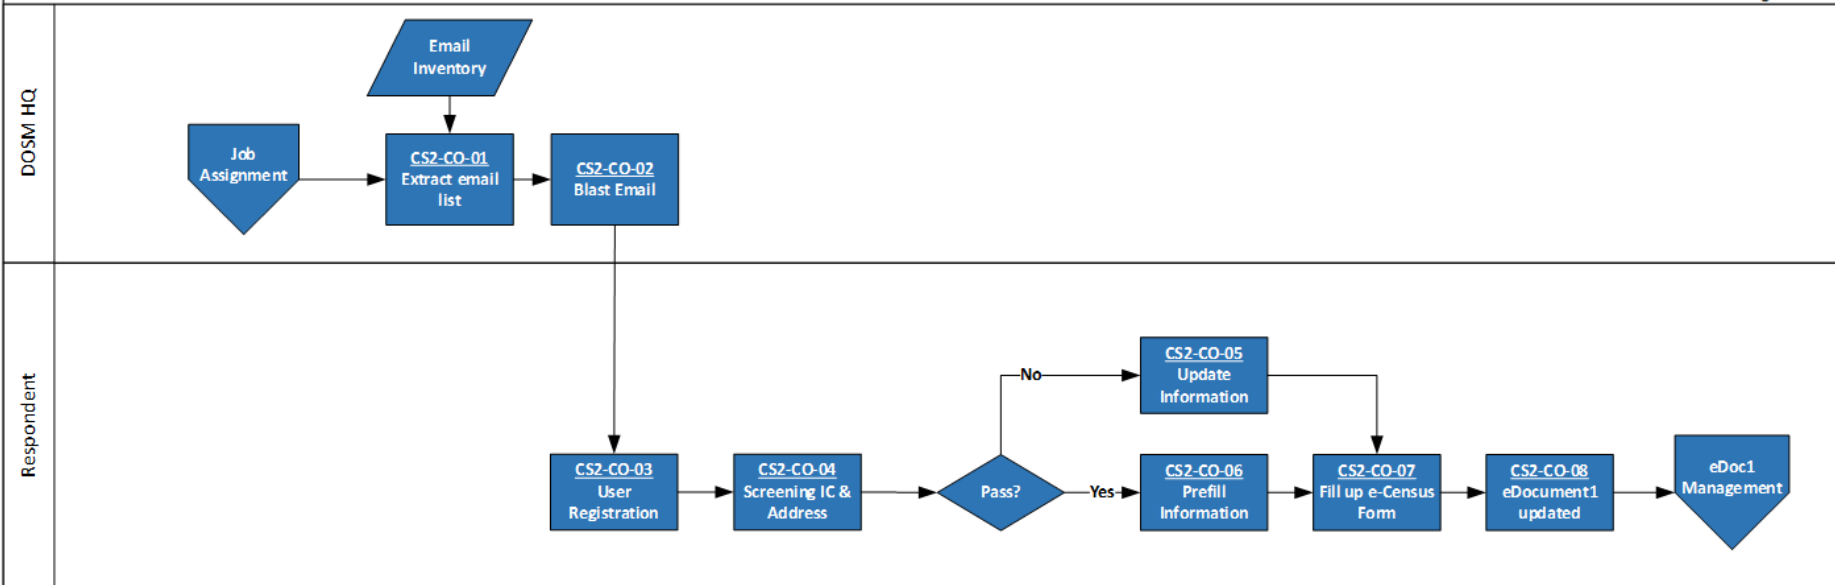 DOSM HQ
Email
Inventory
Job
Assignment
CS2-CO-01
Extract email
list
CS2-CO-02
Blast Email
Respondent
CS2-CO-03
User
Registration
CS2-CO-04
Screening IC &
Address
Pass?
No
Yes
CS2-CO-05
Update
Information
CS2-CO-06
Prefill
Information
CS2-CO-07
Fill up e-Census
Form
CS2-CO-08
eDocument1
updated
eDoc1
Management